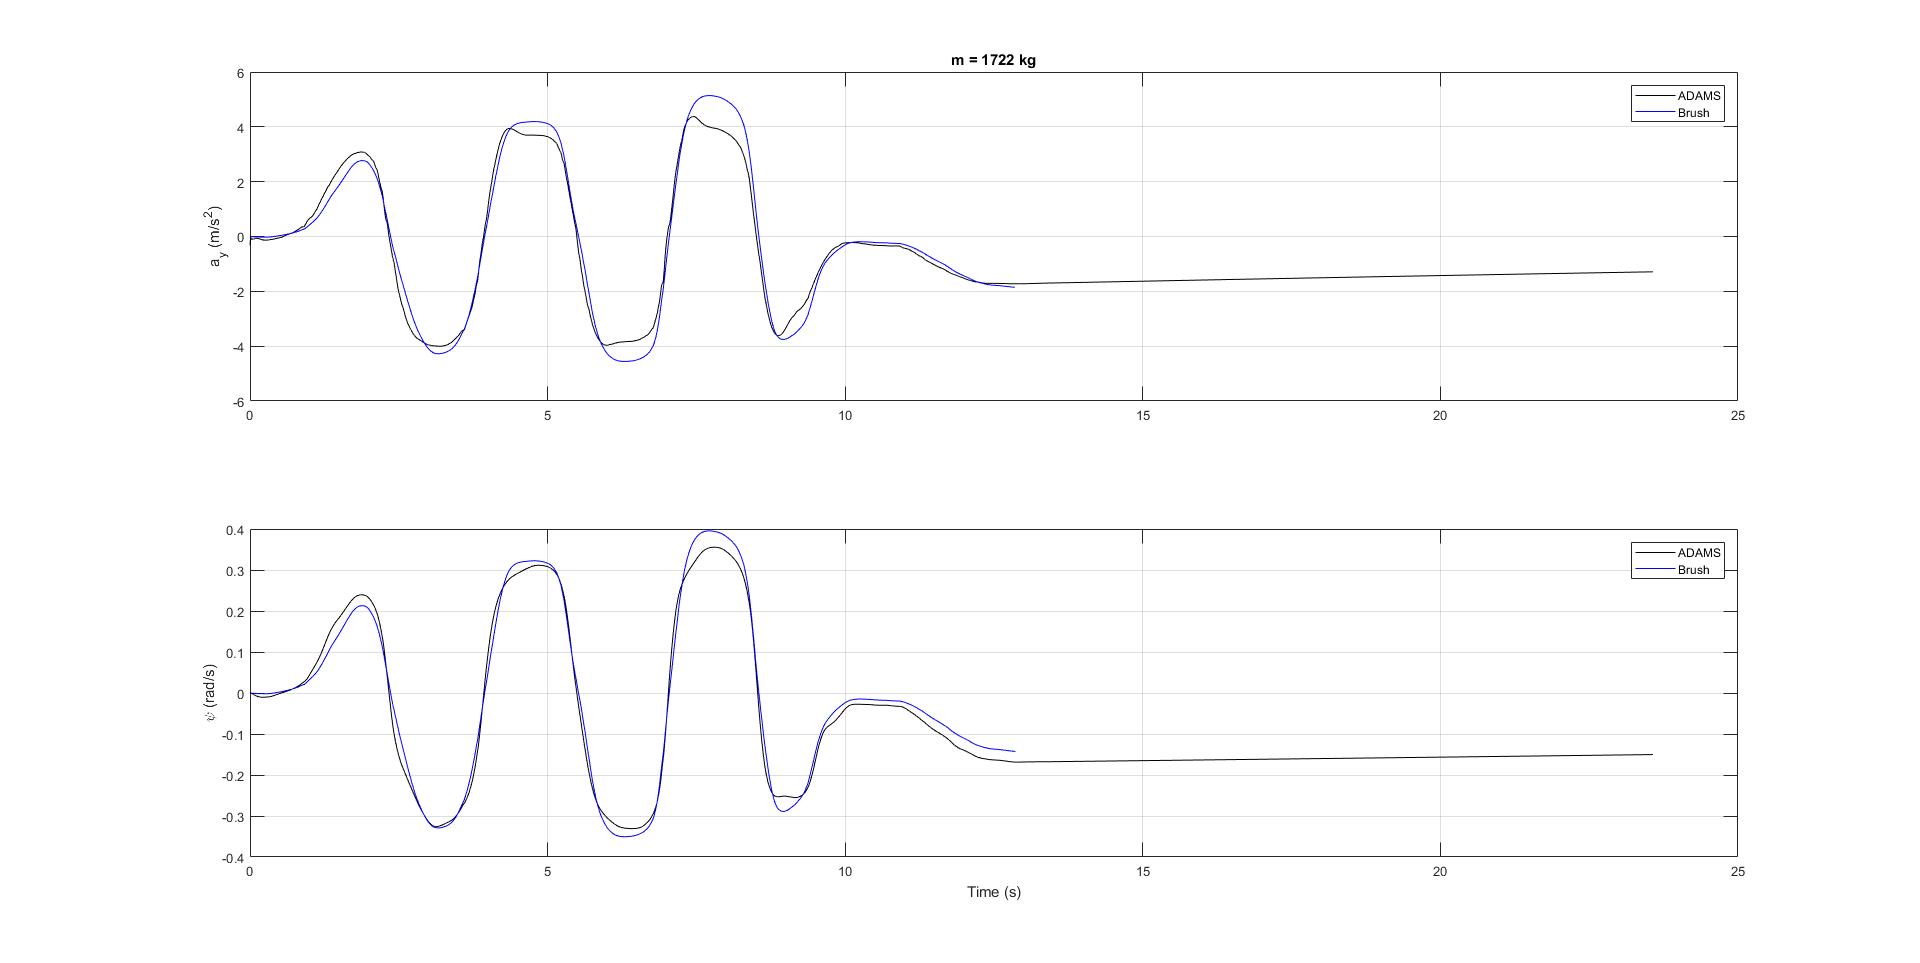 m = 1722 kg
6
4
2
0
-2
-4
-6
a_y (m/s^2)
ADAMS
Brush
0 5 10 15 20 25
0.4
0.3
0.2
0.1
0
-0.1
-0.2
-0.3
-0.4
ψ̇ (rad/s)
ADAMS
Brush
0 5 10 15 20 25
Time (s)